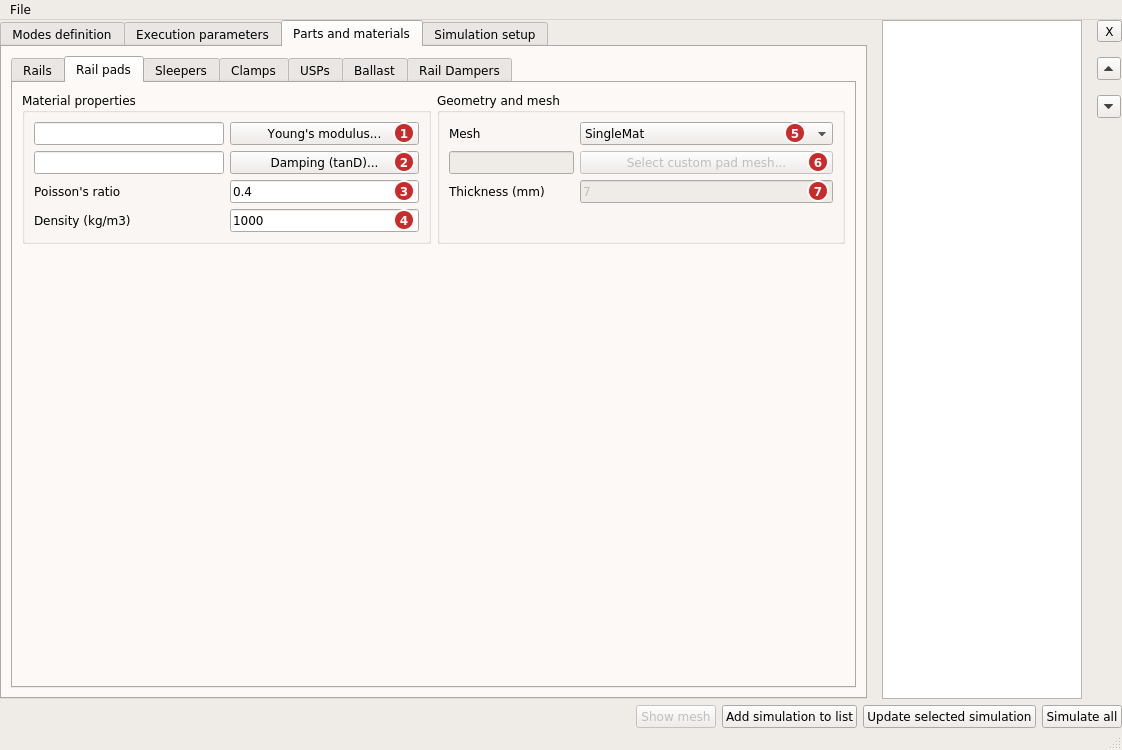 File
Modes definition Execution parameters Parts and materials Simulation setup X
Rails Rail pads Sleepers Clamps USPs Ballast Rail Dampers
Material properties Geometry and mesh
Young's modulus... 1 Mesh SingleMat 5
Damping (tanD)... 2 Select custom pad mesh... 6
Poisson's ratio 0.4 3 Thickness (mm) 7 7
Density (kg/m3) 1000 4
Show mesh Add simulation to list Update selected simulation Simulate all